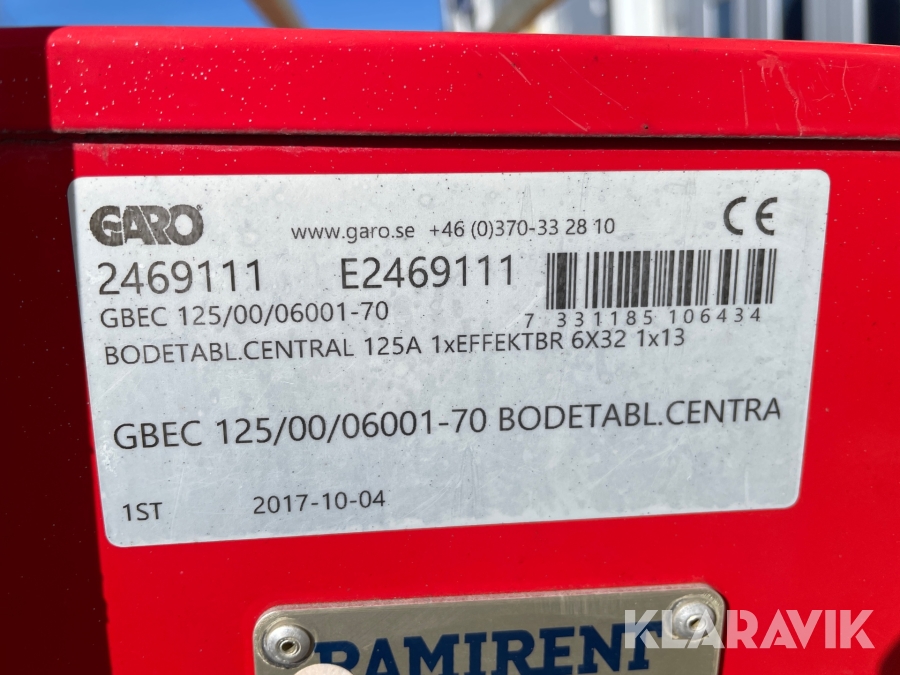 GARO www.garo.se +46 (0)370-33 28 10 CE
2469111 E2469111
GBEC 125/00/06001-70 7 331185 106434
BODETABL.CENTRAL 125A 1xEFFEKTBR 6X32 1x13
GBEC 125/00/06001-70 BODETABL.CENTRA
1ST 2017-10-04
RAMIRENT
KLARAVIK